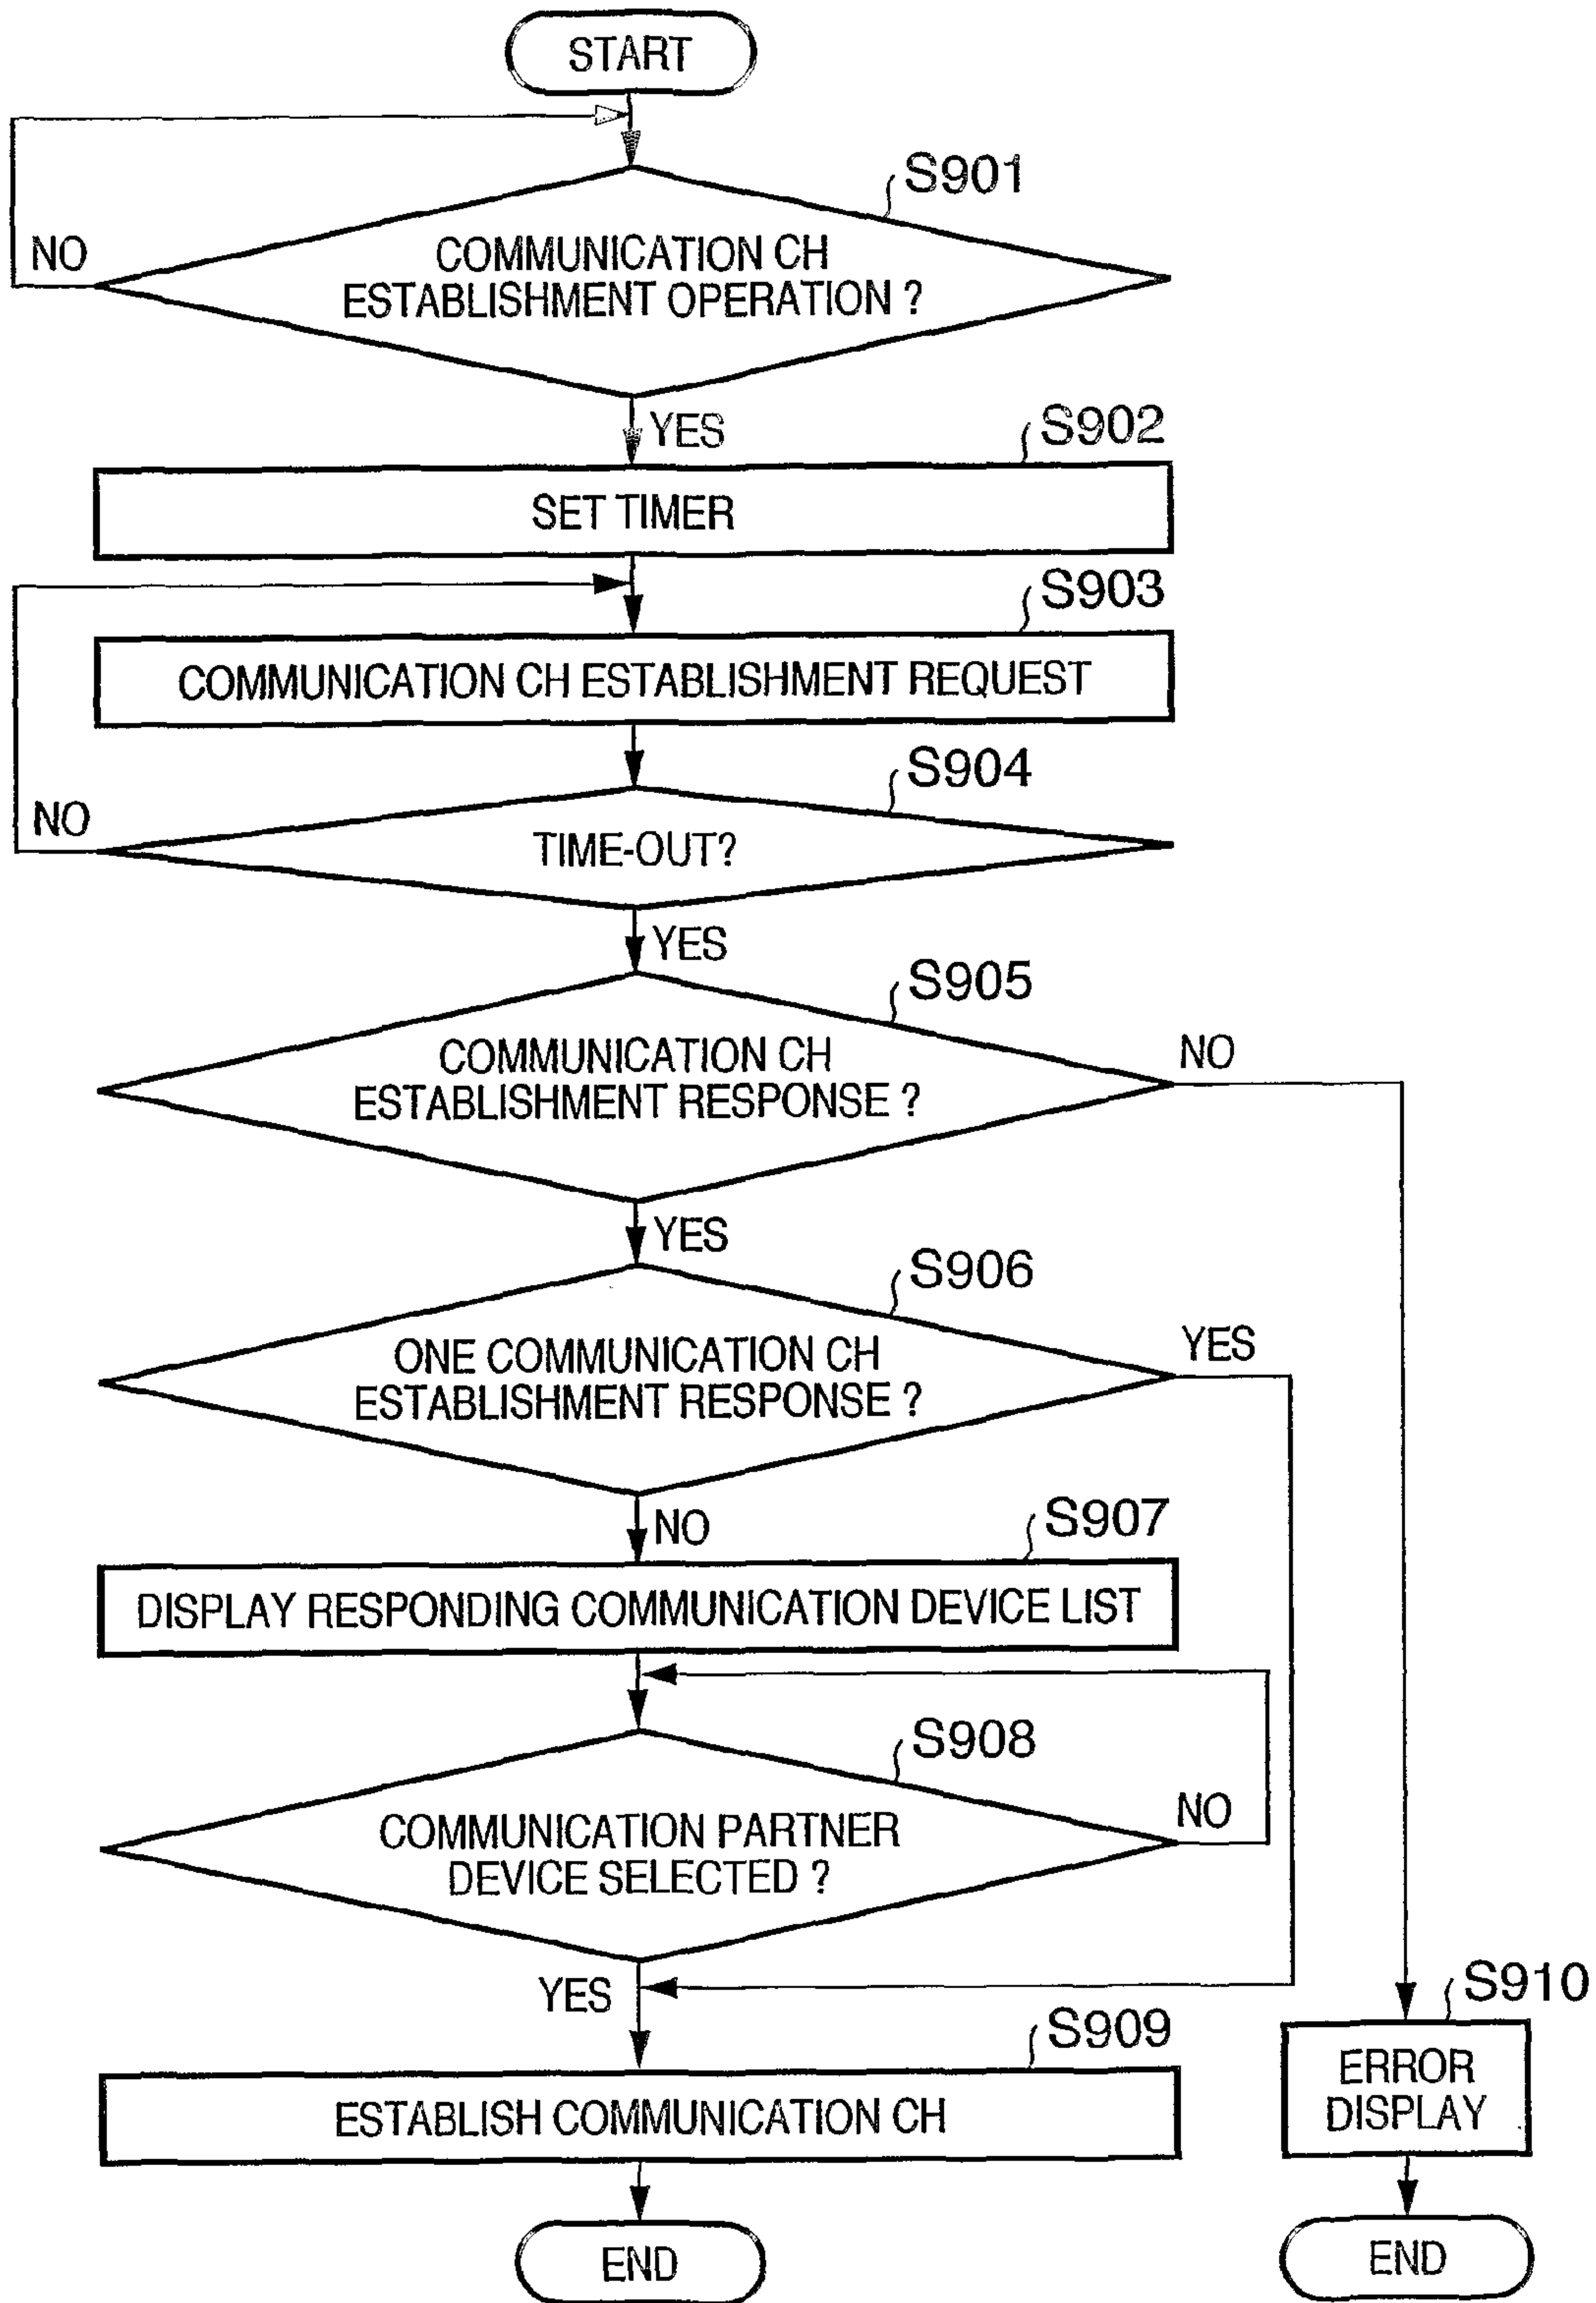 START
S901
NO
COMMUNICATION CH
ESTABLISHMENT OPERATION ?
YES
S902
SET TIMER
S903
COMMUNICATION CH ESTABLISHMENT REQUEST
S904
NO
TIME-OUT?
YES
S905
COMMUNICATION CH
ESTABLISHMENT RESPONSE ?
NO
YES
S906
ONE COMMUNICATION CH
ESTABLISHMENT RESPONSE ?
YES
NO
S907
DISPLAY RESPONDING COMMUNICATION DEVICE LIST
S908
COMMUNICATION PARTNER
DEVICE SELECTED ?
NO
YES
S910
S909
ERROR
DISPLAY
ESTABLISH COMMUNICATION CH
END
END